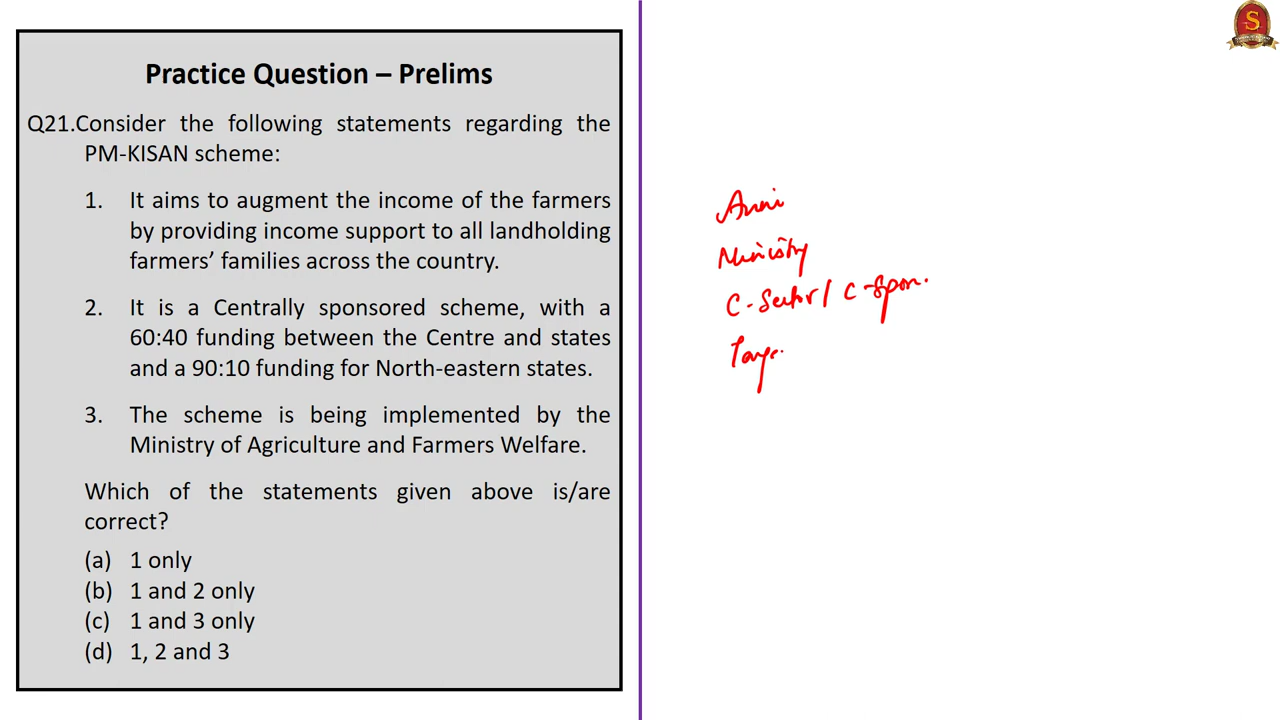 Practice Question – Prelims
Q21.Consider the following statements regarding the
PM-KISAN scheme:
1. It aims to augment the income of the farmers
by providing income support to all landholding
farmers' families across the country.
2. It is a Centrally sponsored scheme, with a
60:40 funding between the Centre and states
and a 90:10 funding for North-eastern states.
3. The scheme is being implemented by the
Ministry of Agriculture and Farmers Welfare.
Which of the statements given above is/are
correct?
(a) 1 only
(b) 1 and 2 only
(c) 1 and 3 only
(d) 1, 2 and 3
Ministry
C-Sector/ C-Spon.
S